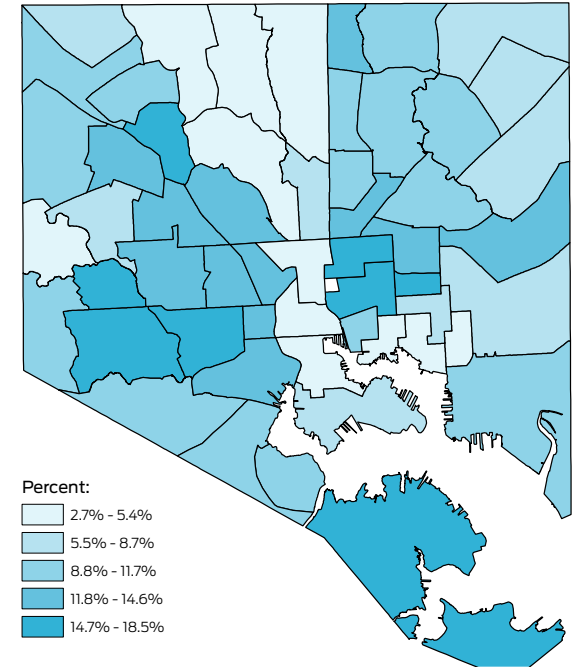 Percent:
2.7% - 5.4%
5.5% - 8.7%
8.8% - 11.7%
11.8% - 14.6%
14.7% - 18.5%